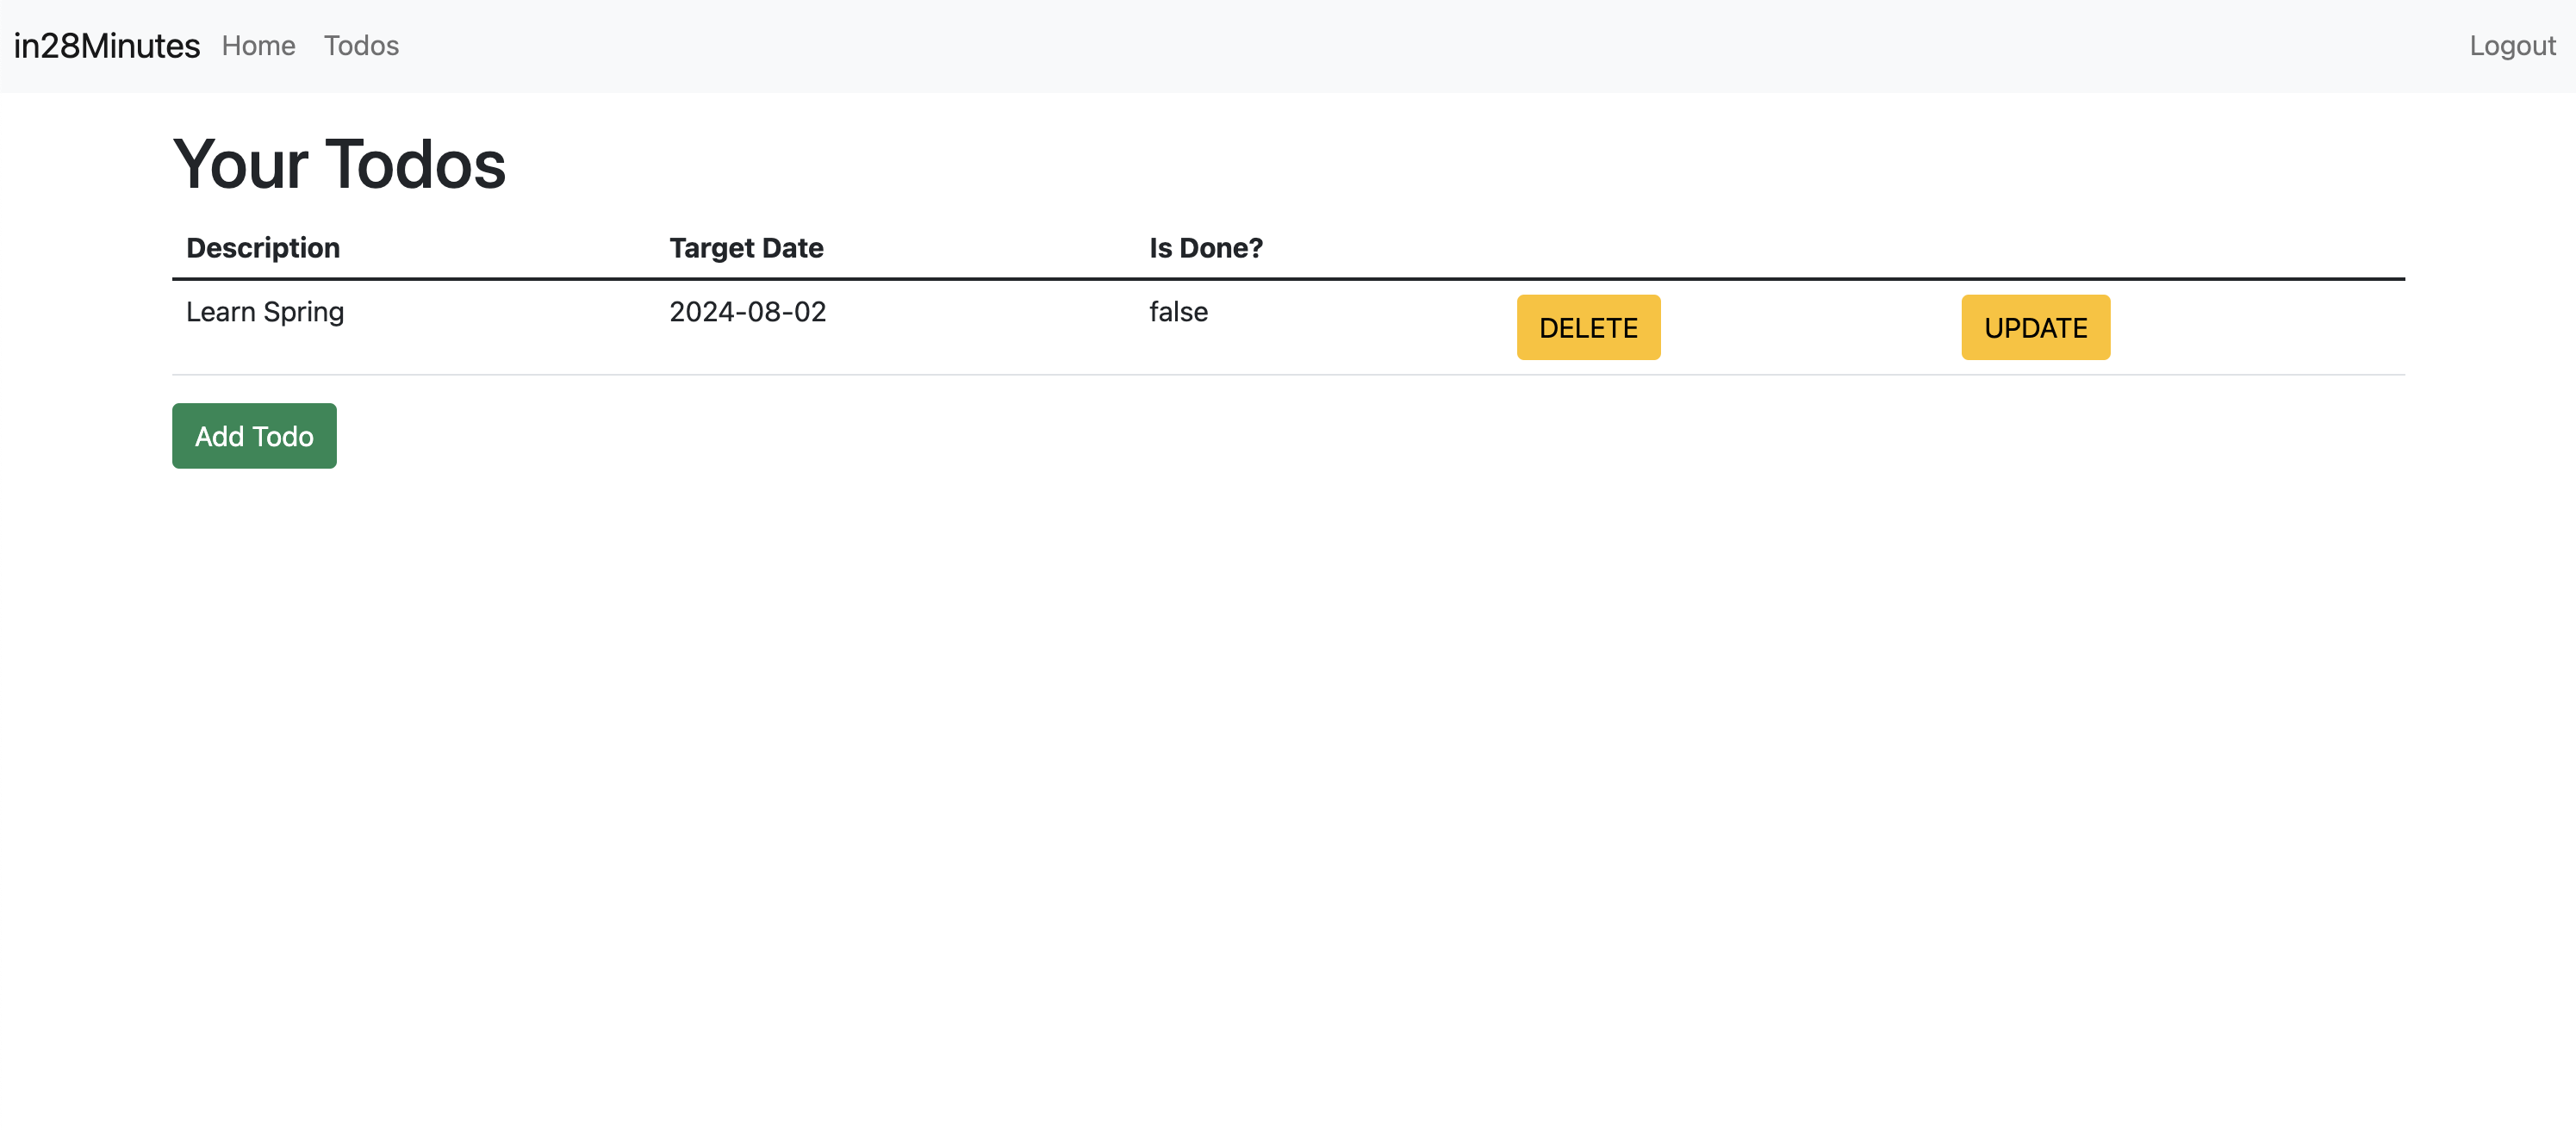 in28Minutes Home Todos Logout
Your Todos
Description Target Date Is Done?
Learn Spring 2024-08-02 false DELETE UPDATE
Add Todo